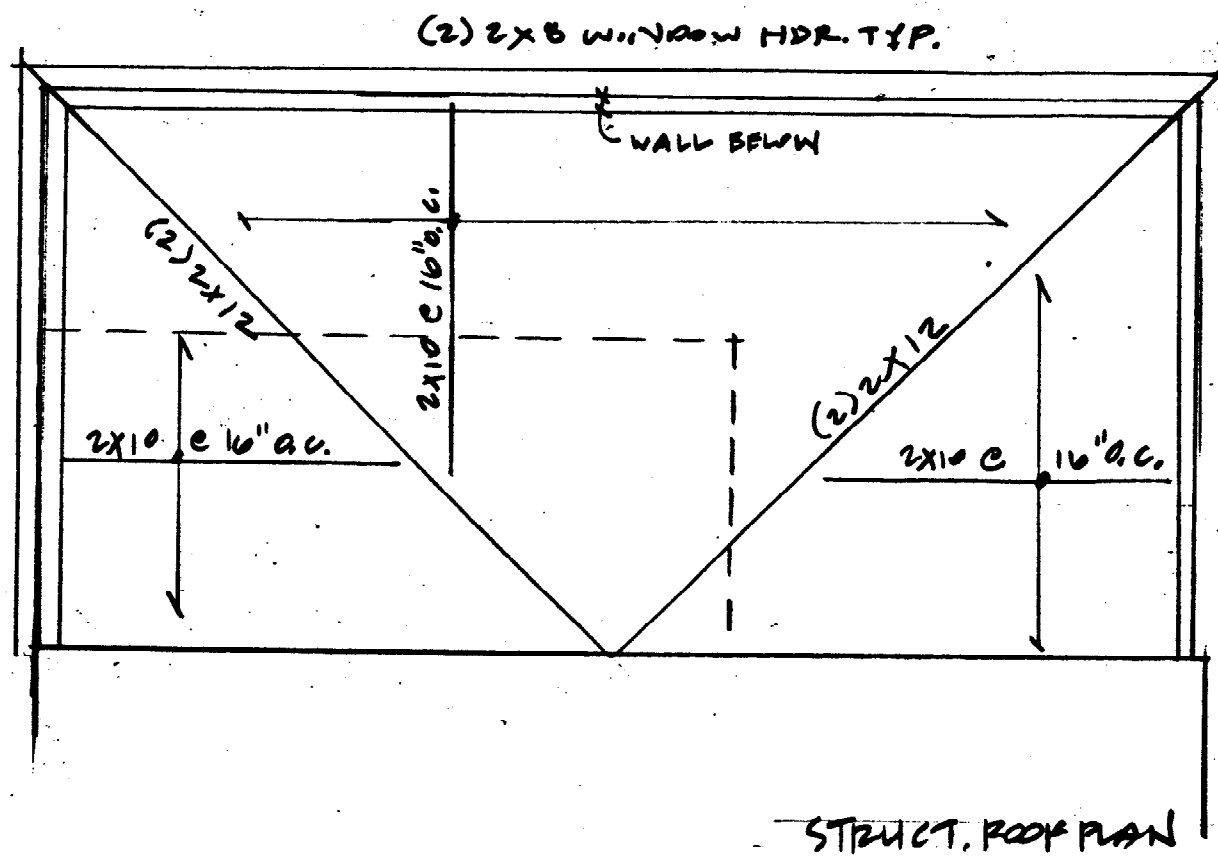 (2) 2X8 WINDOW HDR. TYP.
WALL BELOW
(2) 2X12
2X10 @ 16" O.C.
(2) 2X12
2X10 @ 16" O.C.
2X10 @ 16" O.C.
STRUCT. ROOF PLAN